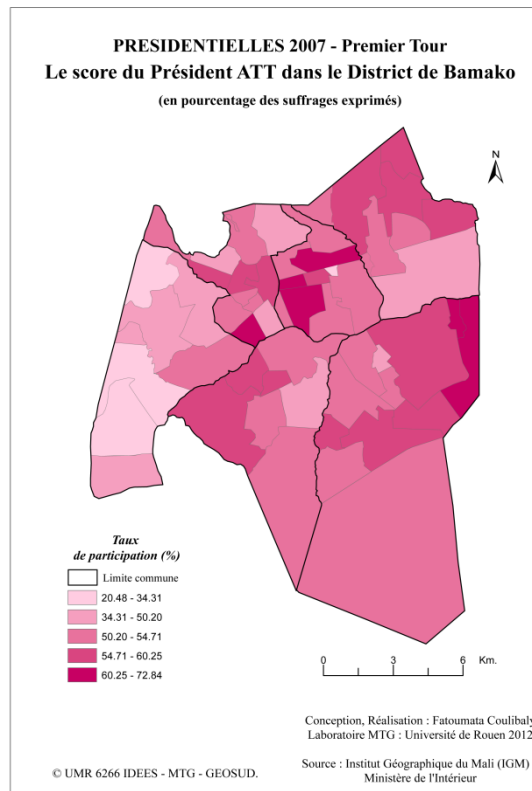 PRESIDENTIELLES 2007 - Premier Tour
Le score du Président ATT dans le District de Bamako
(en pourcentage des suffrages exprimés)
N
Taux
de participation (%)
Limite commune
20.48 - 34.31
34.31 - 50.20
50.20 - 54.71
54.71 - 60.25
60.25 - 72.84
0 3 6 Km.
Conception, Réalisation : Fatoumata Coulibaly
Laboratoire MTG : Université de Rouen 2012
© UMR 6266 IDEES - MTG - GEOSUD.
Source : Institut Géographique du Mali (IGM)
Ministère de l'Intérieur